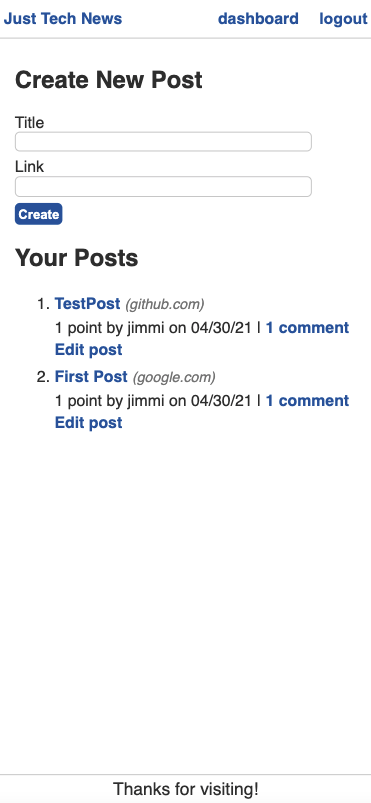 Just Tech News dashboard logout
Create New Post
Title
Link
Create
Your Posts
1. TestPost (github.com)
1 point by jimmi on 04/30/21 | 1 comment
Edit post
2. First Post (google.com)
1 point by jimmi on 04/30/21 | 1 comment
Edit post
Thanks for visiting!